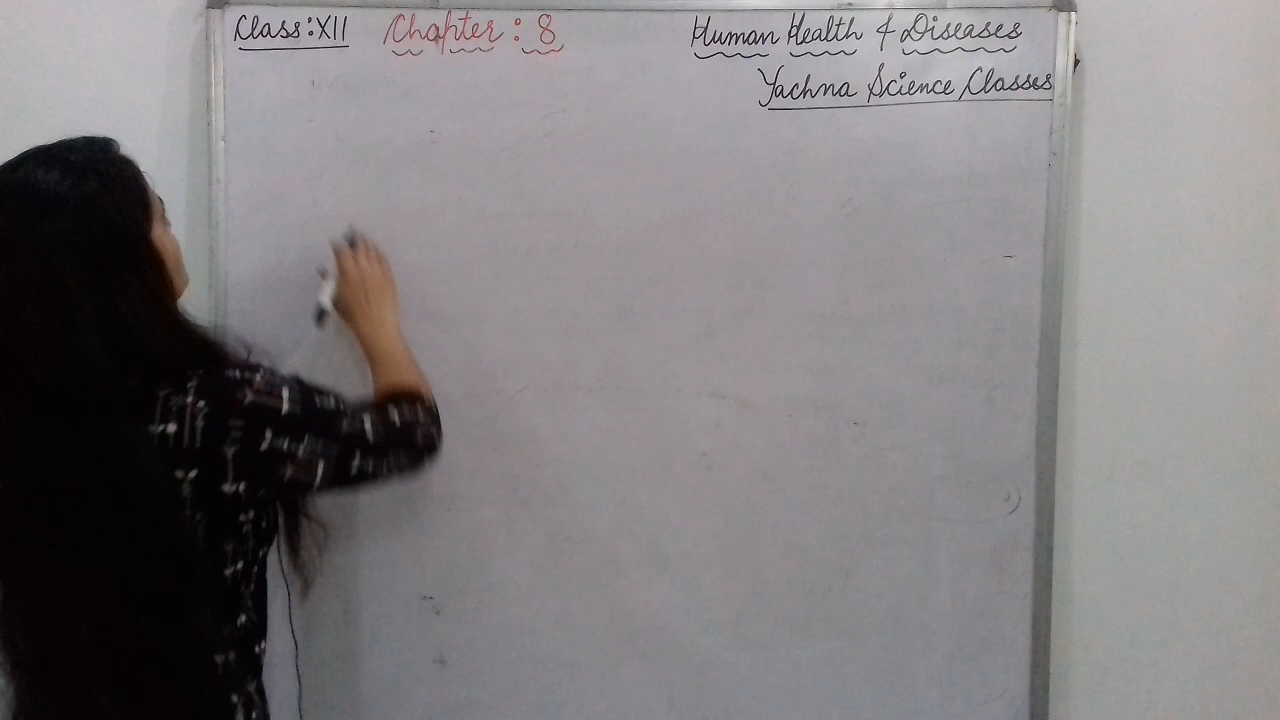 Class:XII Chapter : 8 Human Health & Diseases
Yachna Science Classes